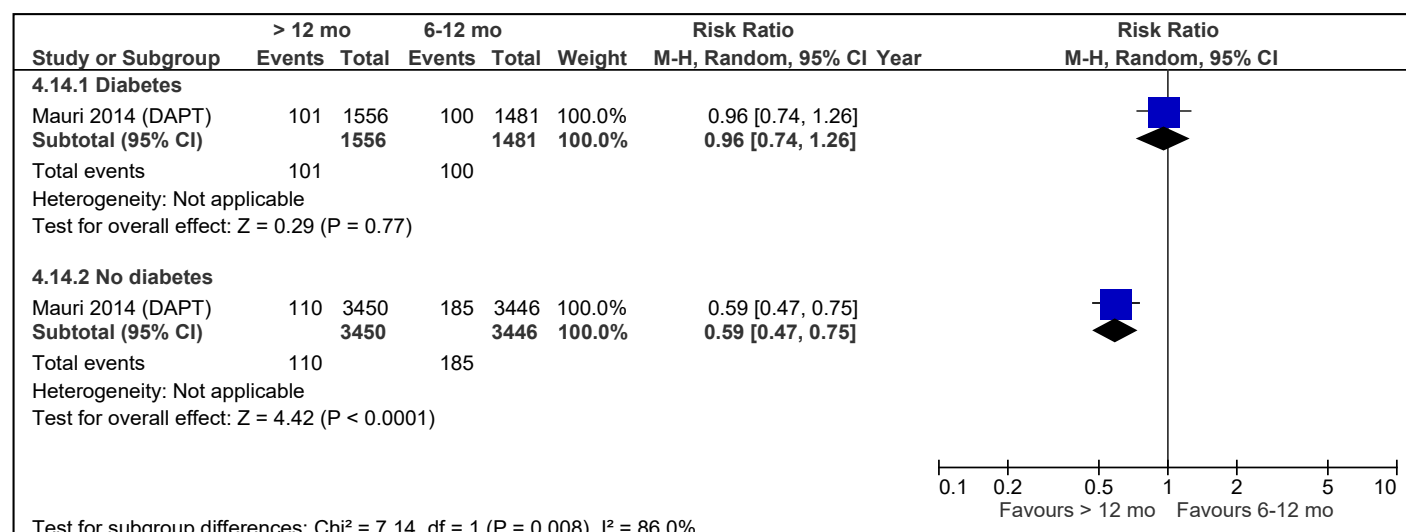 > 12 mo 6-12 mo Risk Ratio Risk Ratio
Study or Subgroup Events Total Events Total Weight M-H, Random, 95% CI Year M-H, Random, 95% CI
4.14.1 Diabetes
Mauri 2014 (DAPT) 101 1556 100 1481 100.0% 0.96 [0.74, 1.26]
Subtotal (95% CI) 1556 1481 100.0% 0.96 [0.74, 1.26]
Total events 101 100
Heterogeneity: Not applicable
Test for overall effect: Z = 0.29 (P = 0.77)
4.14.2 No diabetes
Mauri 2014 (DAPT) 110 3450 185 3446 100.0% 0.59 [0.47, 0.75]
Subtotal (95% CI) 3450 3446 100.0% 0.59 [0.47, 0.75]
Total events 110 185
Heterogeneity: Not applicable
Test for overall effect: Z = 4.42 (P < 0.0001)
0.1 0.2 0.5 1 2 5 10
Favours > 12 mo Favours 6-12 mo
Test for subgroup differences: Chi² = 7.14, df = 1 (P = 0.008), I² = 86.0%